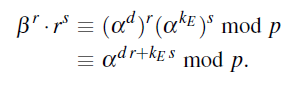 β^r · r^s ≡ (α^d)^r (α^{k_E})^s mod p
≡ α^{d r+k_E s} mod p.